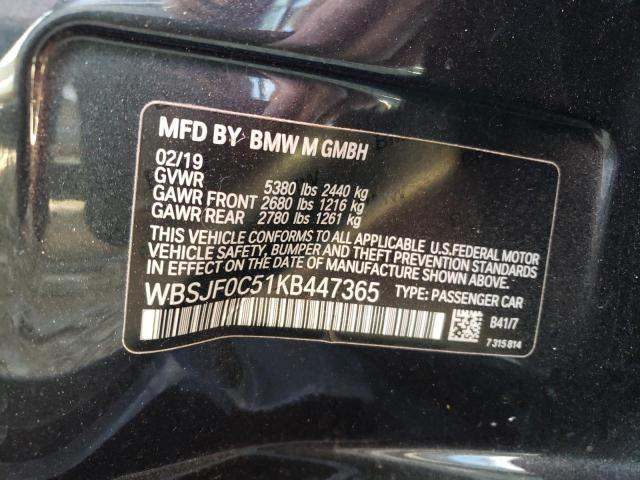 MFD BY BMW M GMBH
02/19
GVWR 5380 lbs 2440 kg
GAWR FRONT 2680 lbs 1216 kg
GAWR REAR 2780 lbs 1261 kg
THIS VEHICLE CONFORMS TO ALL APPLICABLE U.S.FEDERAL MOTOR
VEHICLE SAFETY, BUMPER AND THEFT PREVENTION STANDARDS IN EFFECT ON THE
DATE OF MANUFACTURE SHOWN ABOVE.
WBSJF0C51KB447365 TYPE: PASSENGER CAR
B41/7
7 315 814